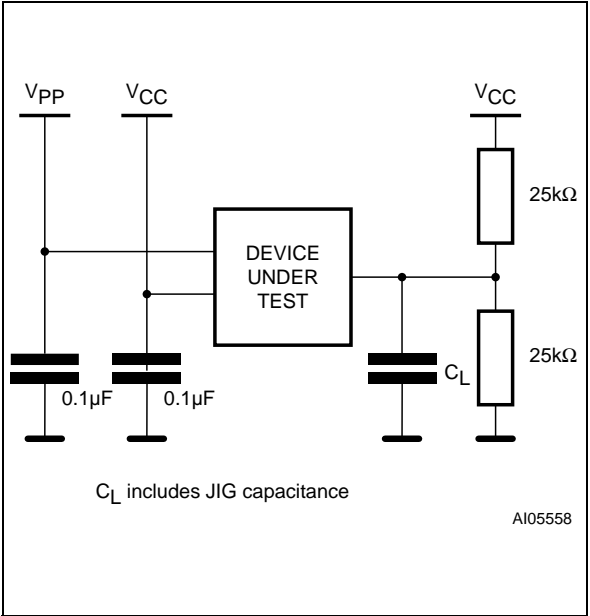 VPP
VCC
VCC
25kΩ
DEVICE
UNDER
TEST
25kΩ
CL
0.1µF
0.1µF
CL includes JIG capacitance
AI05558